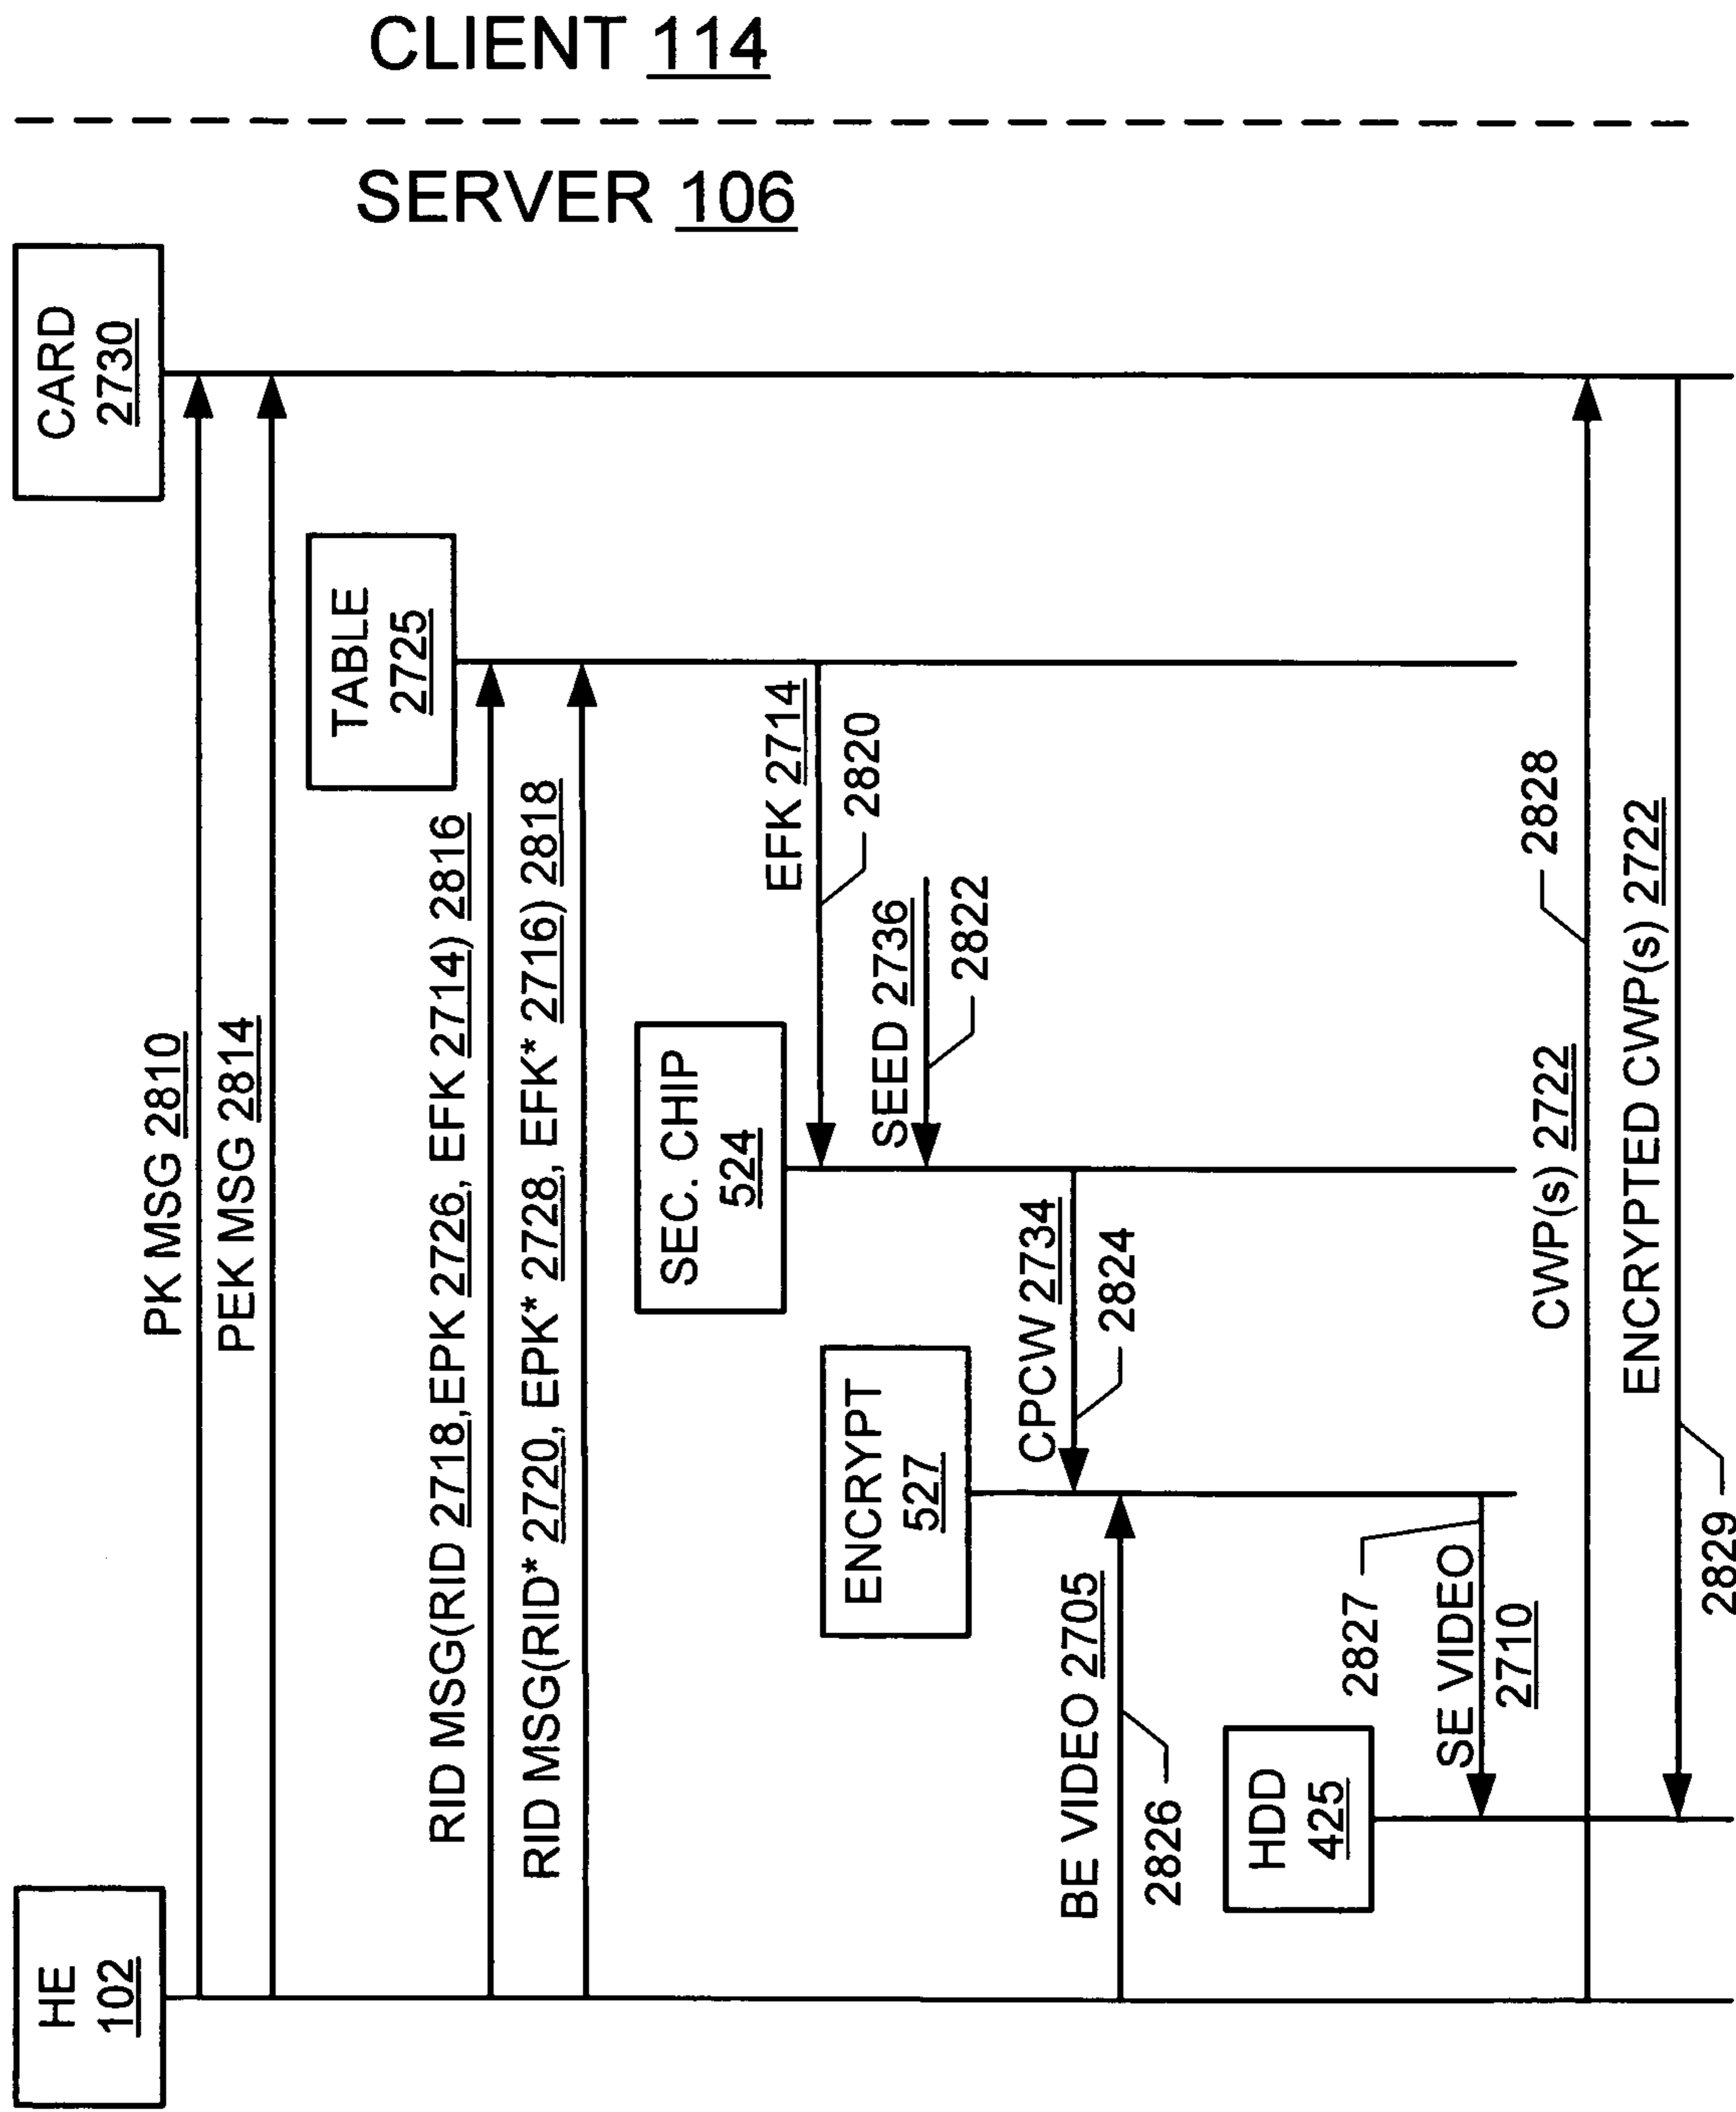 CLIENT 114
SERVER 106
CARD
2730
PK MSG 2810
PEK MSG 2814
TABLE
2725
RID MSG(RID 2718,EPK 2726, EFK 2714) 2816
RID MSG(RID* 2720, EPK* 2728, EFK* 2716) 2818
SEC. CHIP
524
EFK 2714
2820
SEED 2736
2822
ENCRYPT
527
CPCW 2734
2824
BE VIDEO 2705
2826
HDD
425
2827
SE VIDEO
2710
CWP(s) 2722
2828
ENCRYPTED CWP(s) 2722
2829
HE
102